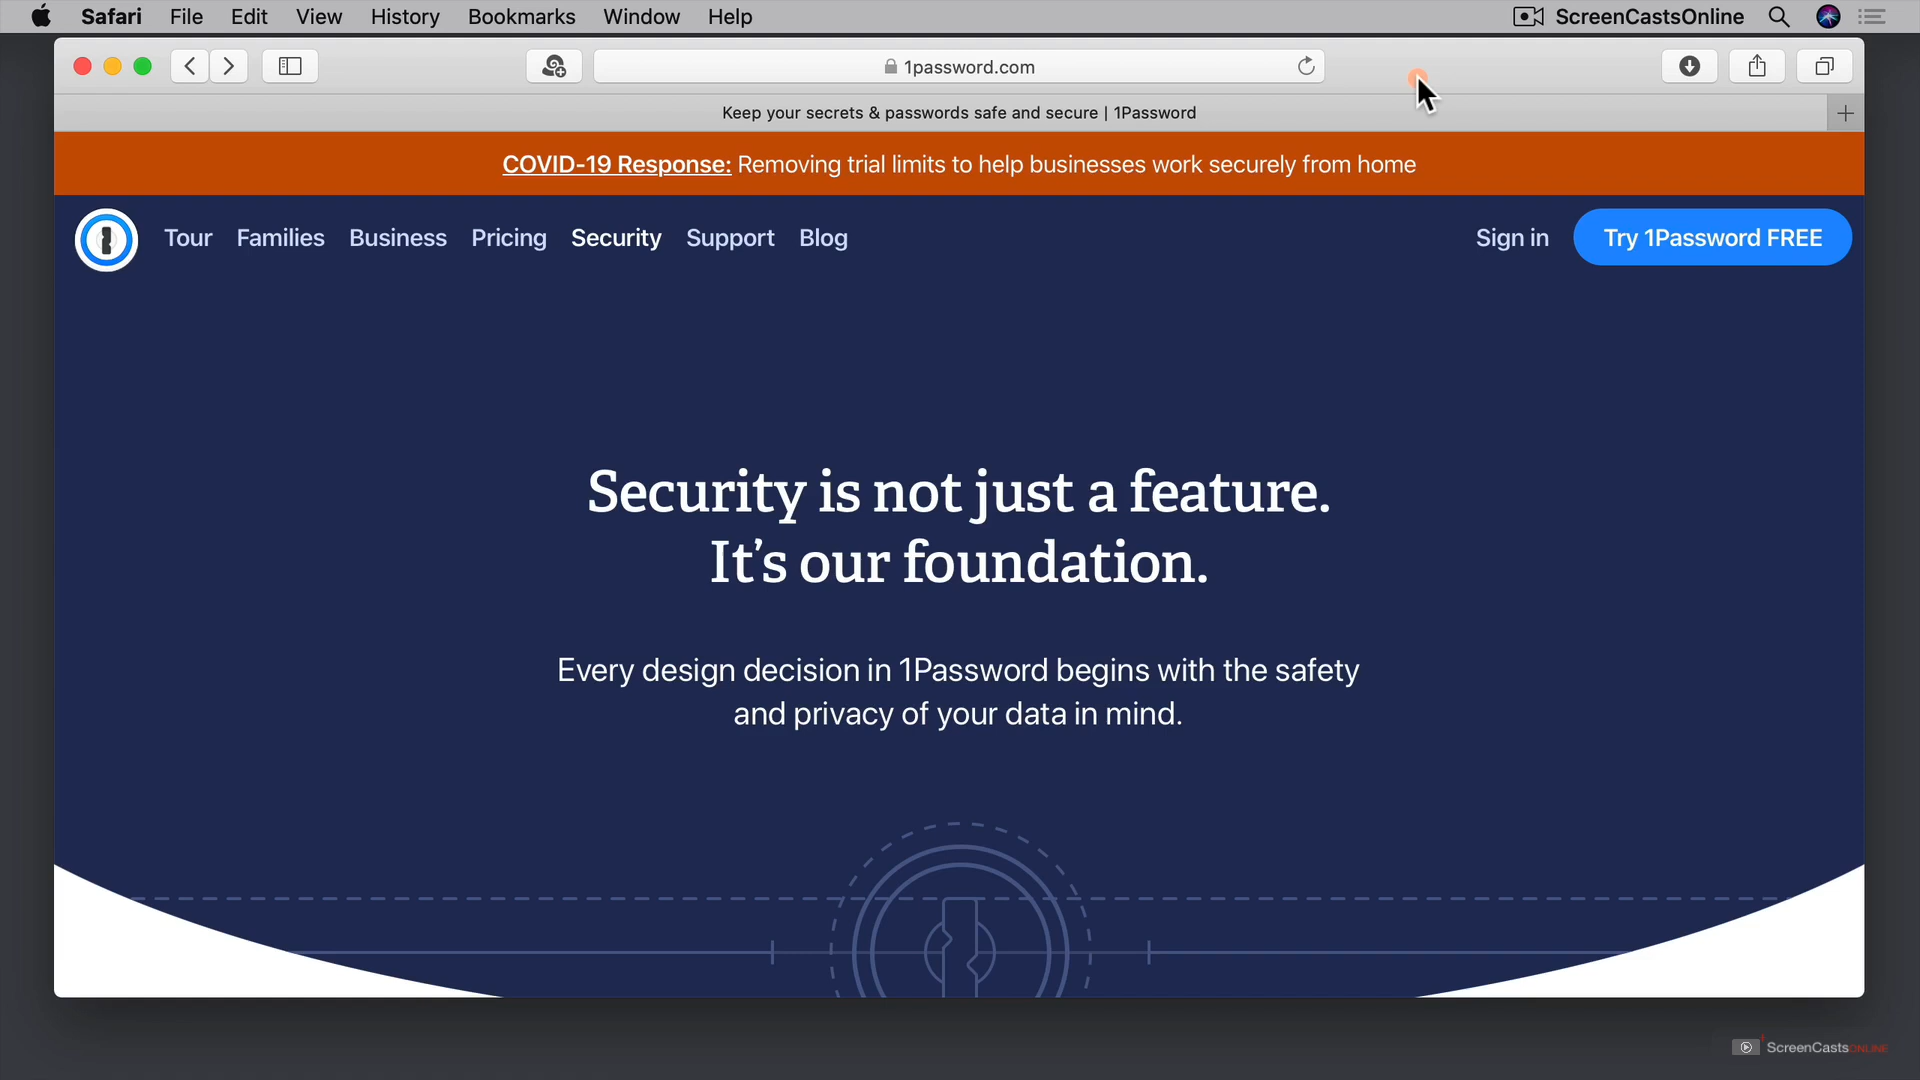 Safari File Edit View History Bookmarks Window Help ScreenCastsOnline
1password.com
Keep your secrets & passwords safe and secure | 1Password
COVID-19 Response: Removing trial limits to help businesses work securely from home
Tour Families Business Pricing Security Support Blog Sign in Try 1Password FREE
Security is not just a feature.
It’s our foundation.
Every design decision in 1Password begins with the safety
and privacy of your data in mind.
ScreenCastsONLINE